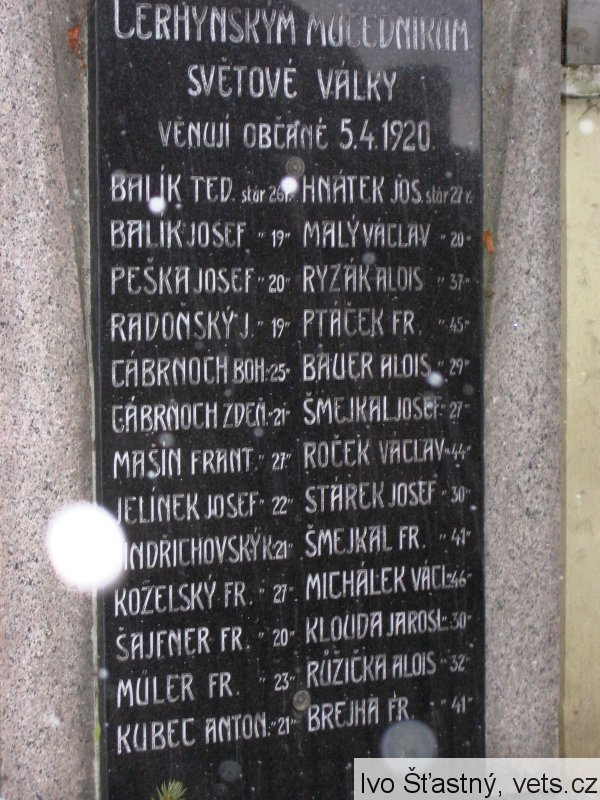 CERHÝNSKÝM MUČEDNÍKŮM
SVĚTOVÉ VÁLKY
VĚNUJÍ OBČANÉ 5.4.1920.
BALÍK TED. stár 26 r.
BALÍK JOSEF " 19 "
PEŠKA JOSEF " 20 "
RADOŇSKÝ J. " 19 "
CÁBRNOCH BOH. " 25 "
CÁBRNOCH ZDEN. " 21 "
MAŠÍN FRANT. " 27 "
JELÍNEK JOSEF " 22 "
JINDŘICHOVSKÝ K. " 21 "
KOŽELSKÝ FR. " 27 "
ŠAJFNER FR. " 20 "
MÜLER FR. " 23 "
KUBEC ANTON. " 21 "
HNÁTEK JOS. stár 27 r.
MALÝ VÁCLAV " 20 "
RYZÁK ALOIS " 37 "
PTÁČEK FR. " 45 "
BAUER ALOIS " 29 "
ŠMEJKAL JOSEF " 27 "
ROČEK VÁCLAV " 44 "
STÁREK JOSEF " 30 "
ŠMEJKAL FR. " 41 "
MICHÁLEK VÁCL. " 46 "
KLOUDA JAROSL. " 30 "
RŮŽIČKA ALOIS " 32 "
BREJHA FR. " 41 "
Ivo Šťastný, vets.cz